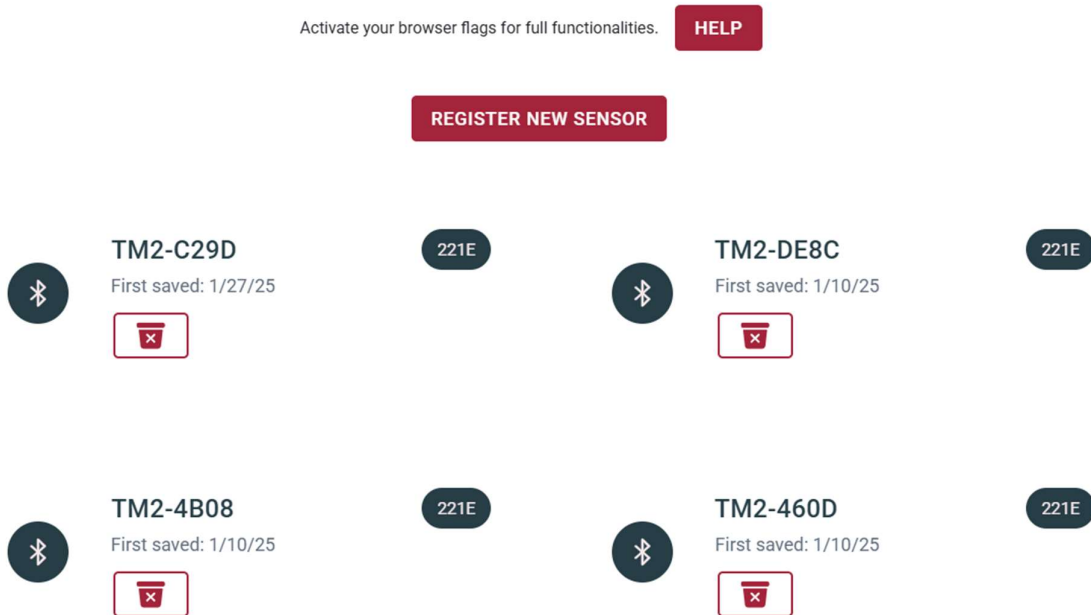 Activate your browser flags for full functionalities. HELP
REGISTER NEW SENSOR
TM2-C29D 221E
First saved: 1/27/25
TM2-DE8C 221E
First saved: 1/10/25
TM2-4B08 221E
First saved: 1/10/25
TM2-460D 221E
First saved: 1/10/25